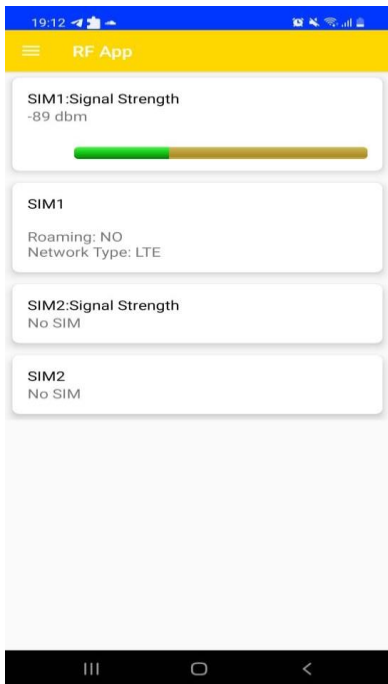 19:12
RF App
SIM1:Signal Strength
-89 dbm
SIM1
Roaming: NO
Network Type: LTE
SIM2:Signal Strength
No SIM
SIM2
No SIM